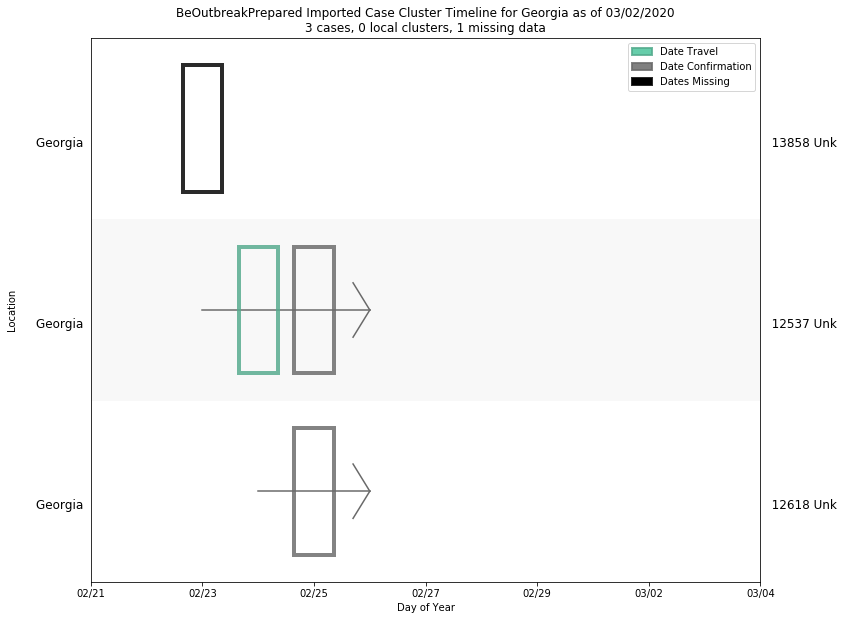 BeOutbreakPrepared Imported Case Cluster Timeline for Georgia as of 03/02/2020
3 cases, 0 local clusters, 1 missing data
Date Travel
Date Confirmation
Dates Missing
Georgia
13858 Unk
Georgia
12537 Unk
Location
Georgia
12618 Unk
02/21
02/23
02/25
02/27
02/29
03/02
03/04
Day of Year